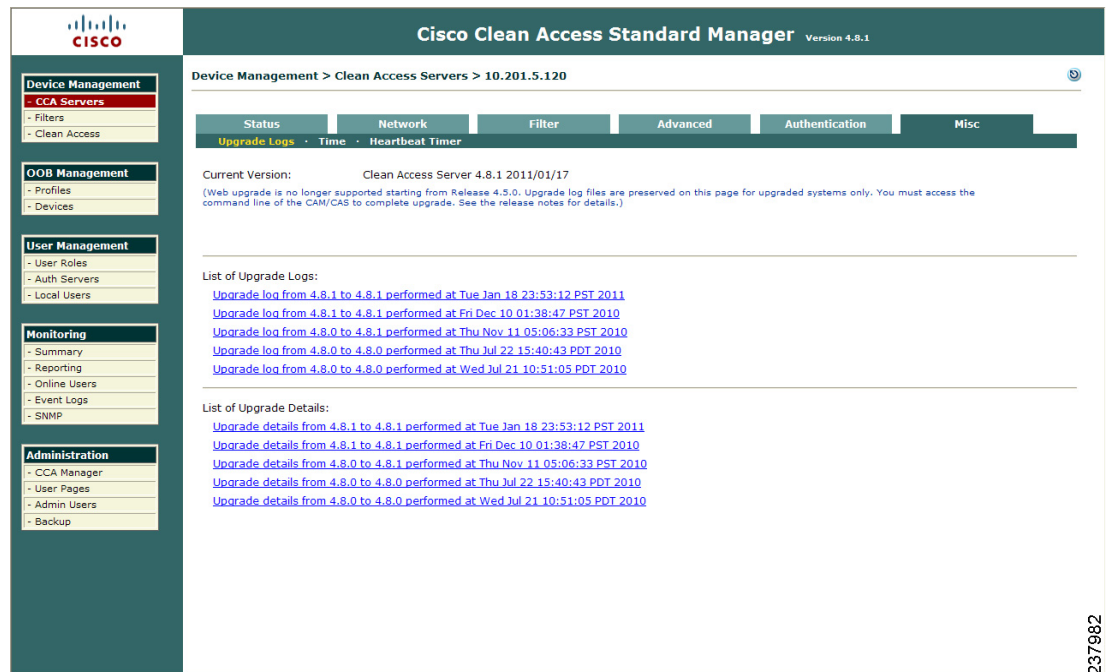 CISCO
Cisco Clean Access Standard Manager Version 4.8.1
Device Management
- CCA Servers
- Filters
- Clean Access
OOB Management
- Profiles
- Devices
User Management
- User Roles
- Auth Servers
- Local Users
Monitoring
- Summary
- Reporting
- Online Users
- Event Logs
- SNMP
Administration
- CCA Manager
- User Pages
- Admin Users
- Backup
Device Management > Clean Access Servers > 10.201.5.120
Status Network Filter Advanced Authentication Misc
Upgrade Logs · Time · Heartbeat Timer
Current Version: Clean Access Server 4.8.1 2011/01/17
(Web upgrade is no longer supported starting from Release 4.5.0. Upgrade log files are preserved on this page for upgraded systems only. You must access the
command line of the CAM/CAS to complete upgrade. See the release notes for details.)
List of Upgrade Logs:
Upgrade log from 4.8.1 to 4.8.1 performed at Tue Jan 18 23:53:12 PST 2011
Upgrade log from 4.8.1 to 4.8.1 performed at Fri Dec 10 01:38:47 PST 2010
Upgrade log from 4.8.0 to 4.8.1 performed at Thu Nov 11 05:06:33 PST 2010
Upgrade log from 4.8.0 to 4.8.0 performed at Thu Jul 22 15:40:43 PDT 2010
Upgrade log from 4.8.0 to 4.8.0 performed at Wed Jul 21 10:51:05 PDT 2010
List of Upgrade Details:
Upgrade details from 4.8.1 to 4.8.1 performed at Tue Jan 18 23:53:12 PST 2011
Upgrade details from 4.8.1 to 4.8.1 performed at Fri Dec 10 01:38:47 PST 2010
Upgrade details from 4.8.0 to 4.8.1 performed at Thu Nov 11 05:06:33 PST 2010
Upgrade details from 4.8.0 to 4.8.0 performed at Thu Jul 22 15:40:43 PDT 2010
Upgrade details from 4.8.0 to 4.8.0 performed at Wed Jul 21 10:51:05 PDT 2010
237982